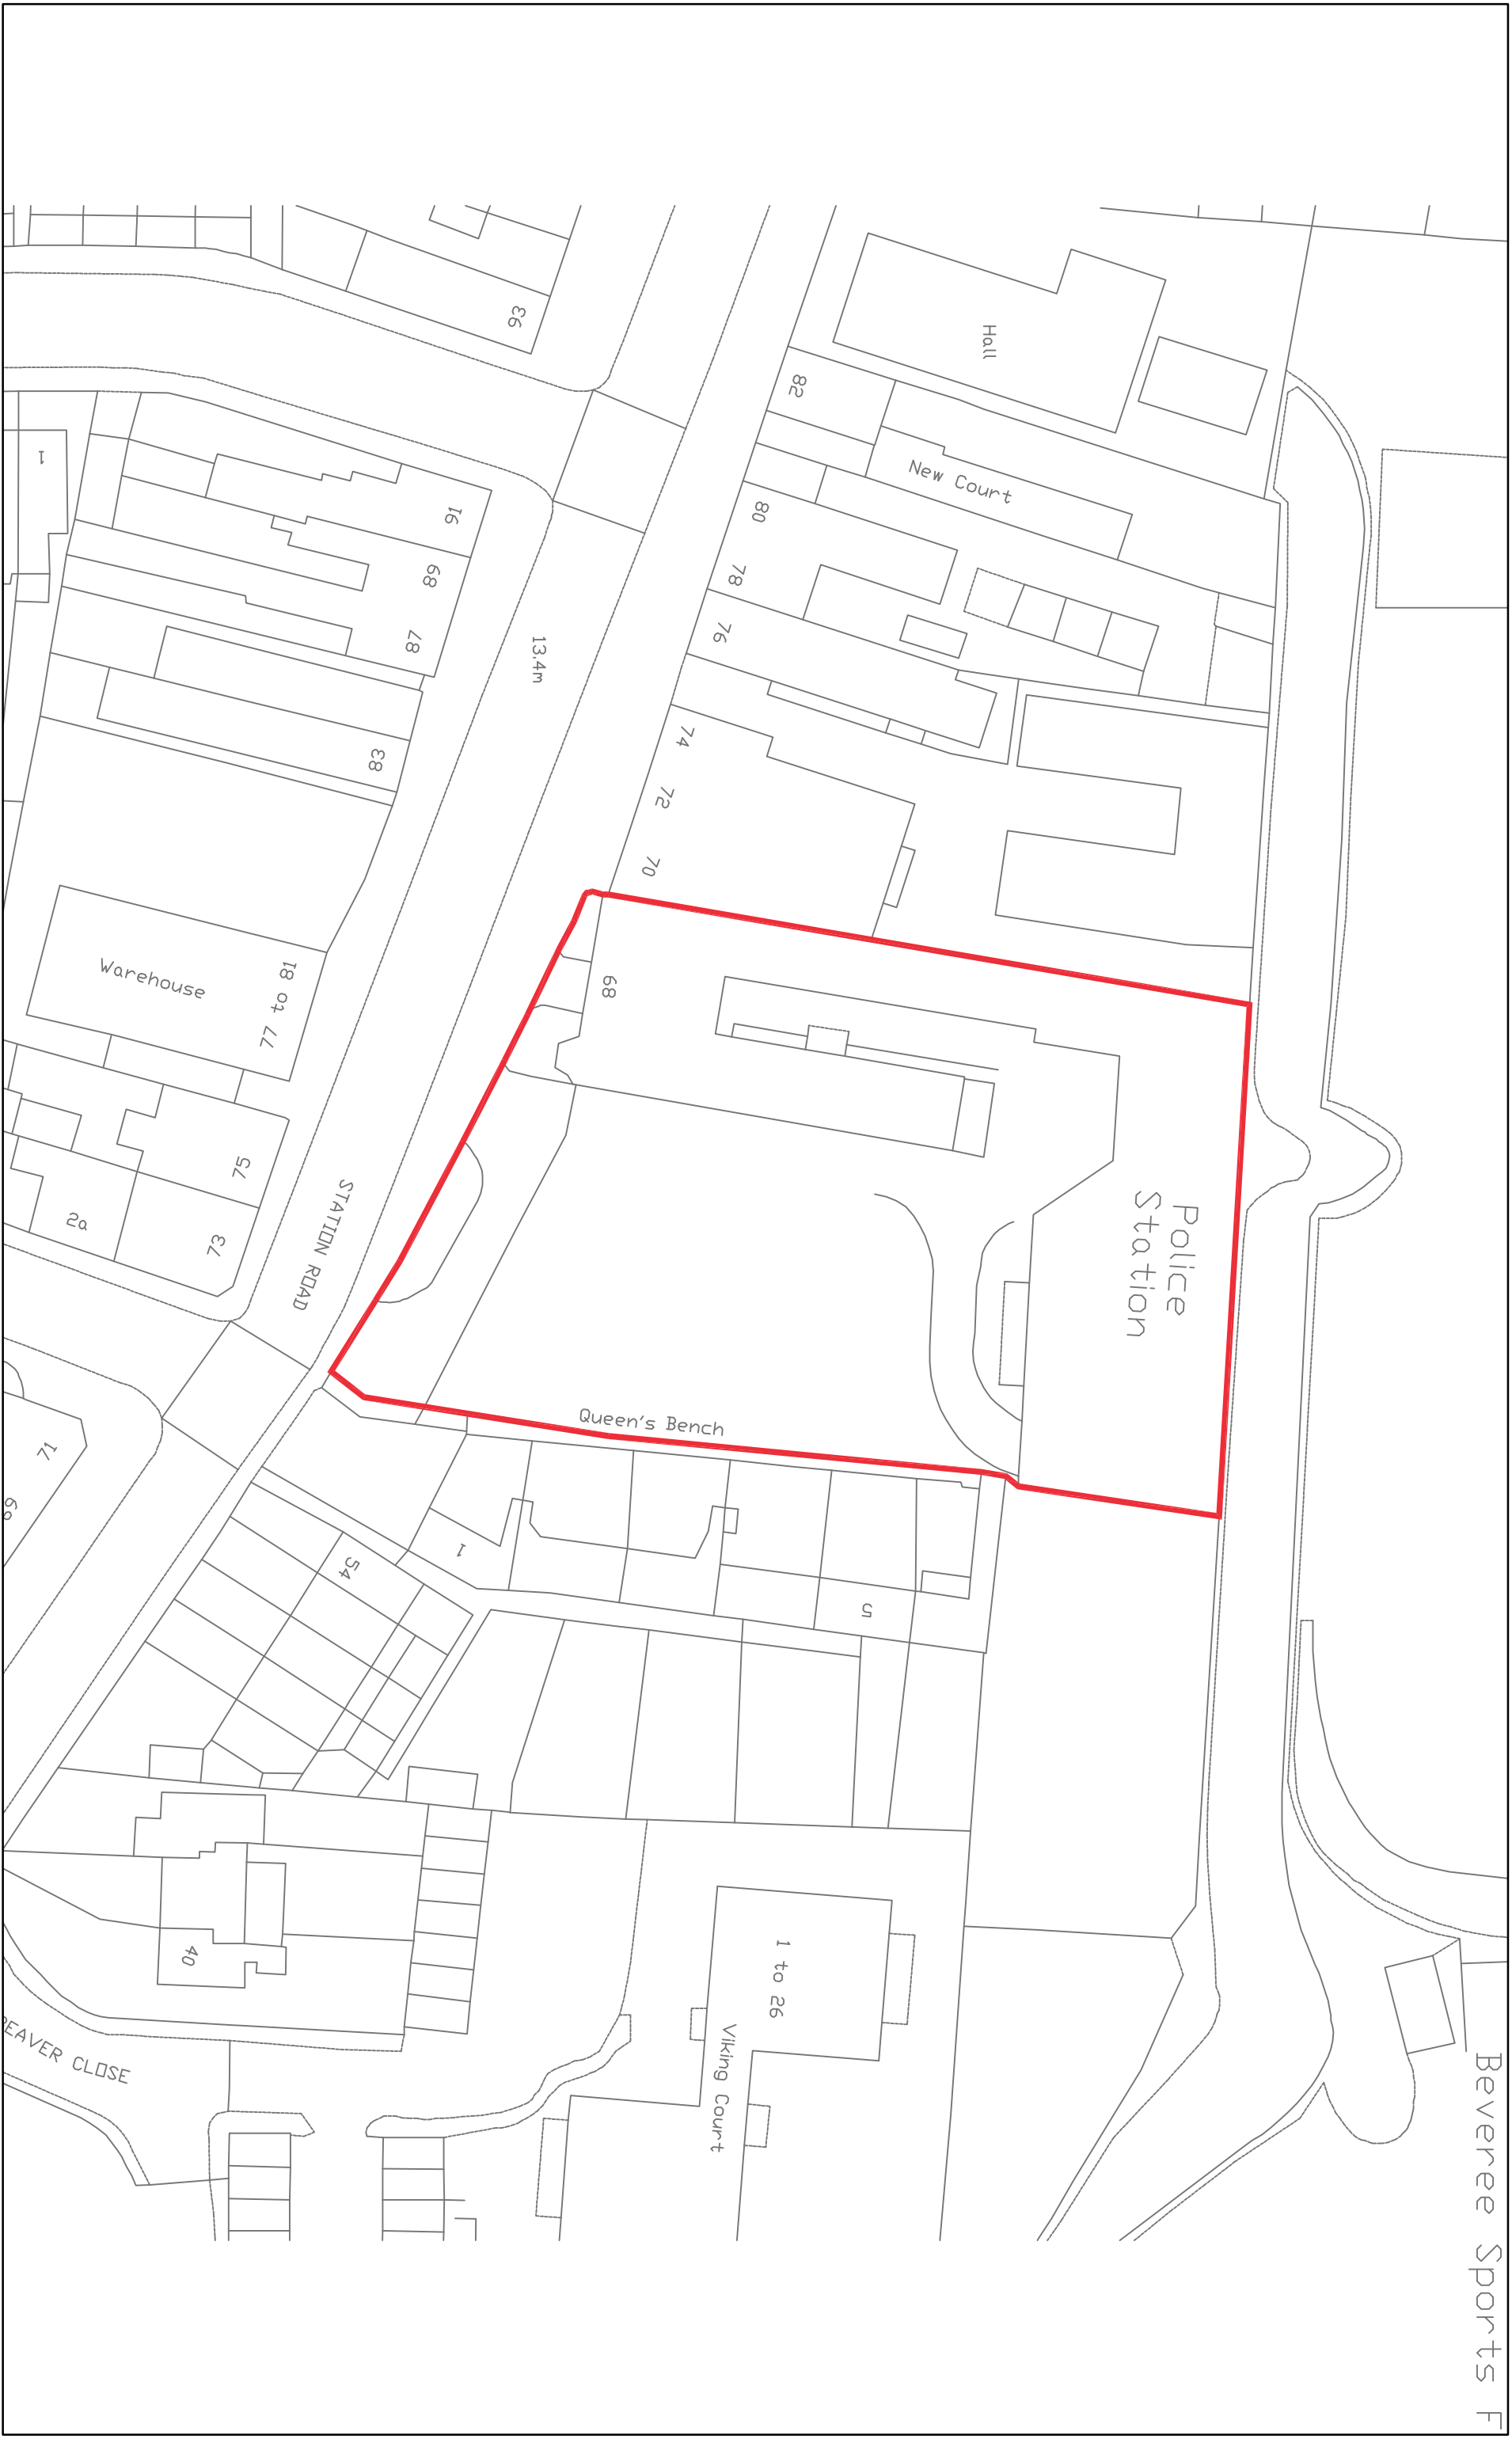 93
Hall
82
1
New Court
91
80
89
78
76
87
13.4m
74
83
72
70
Warehouse
77 to 81
68
75
2a
73
STATION ROAD
Police
Station
Queen's Bench
71
69
1
54
5
40
1 to 26
Viking Court
BEAVER CLOSE
Beveree Sports F